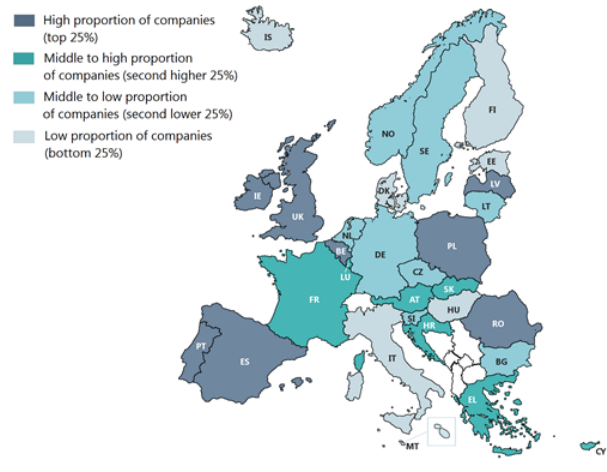 High proportion of companies
(top 25%)
Middle to high proportion
of companies (second higher 25%)
Middle to low proportion
of companies (second lower 25%)
Low proportion of companies
(bottom 25%)
IS
FI
NO
SE
EE
LV
DK
LT
IE
UK
NL
PL
BE
DE
LU
CZ
SK
FR
AT
HU
SI
HR
RO
PT
ES
IT
BG
EL
MT
CY